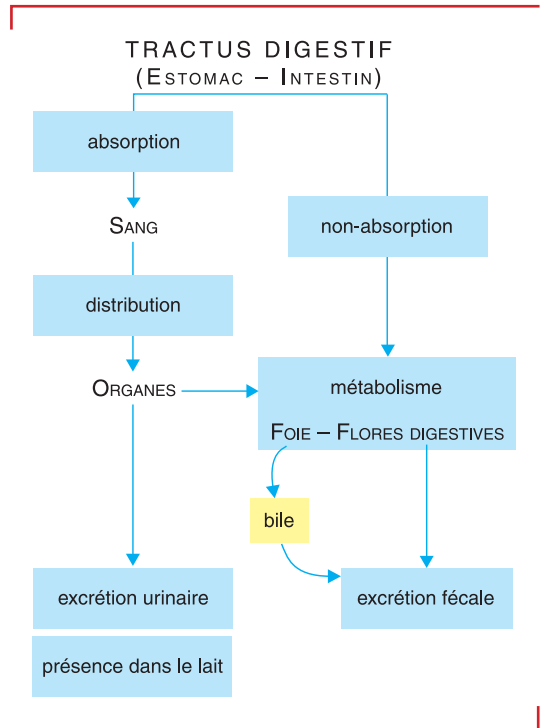 TRACTUS DIGESTIF
(ESTOMAC – INTESTIN)
absorption
SANG
non-absorption
distribution
ORGANES
métabolisme
FOIE – FLORES DIGESTIVES
bile
excrétion urinaire
excrétion fécale
présence dans le lait